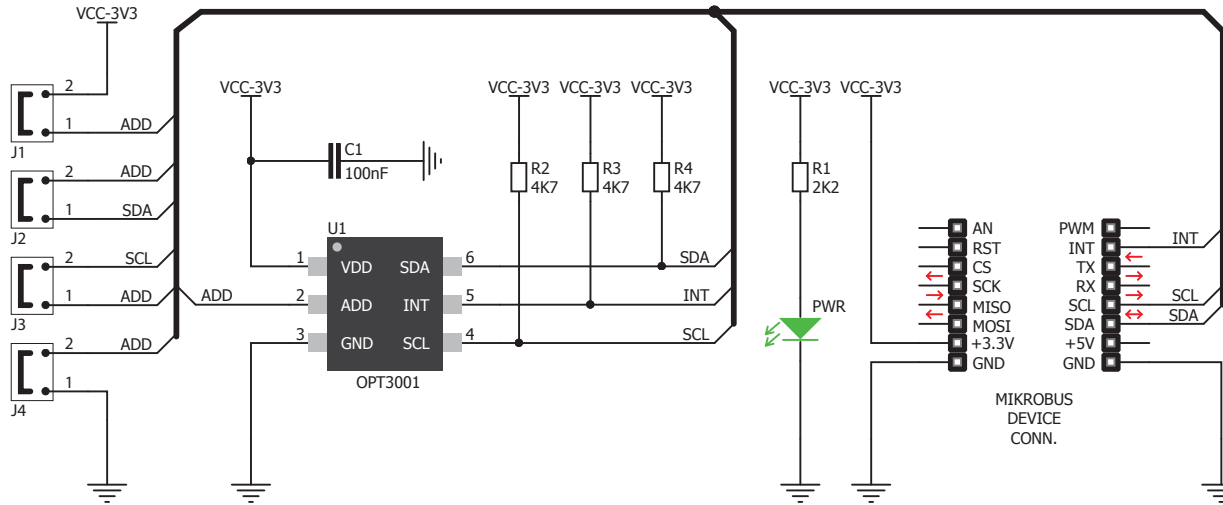 VCC-3V3
2
1 ADD
J1
2 ADD
1 SDA
J2
2 SCL
1 ADD
J3
2 ADD
1
J4
ADD
VCC-3V3
C1
100nF
U1
1 VDD SDA 6 SDA
2 ADD INT 5 INT
3 GND SCL 4 SCL
OPT3001
VCC-3V3 VCC-3V3 VCC-3V3
R2 R3 R4
4K7 4K7 4K7
VCC-3V3 VCC-3V3
R1
2K2
PWR
AN PWM
RST INT INT
CS TX
SCK RX
MISO SCL SCL
MOSI SDA SDA
+3.3V +5V
GND GND
MIKROBUS
DEVICE
CONN.